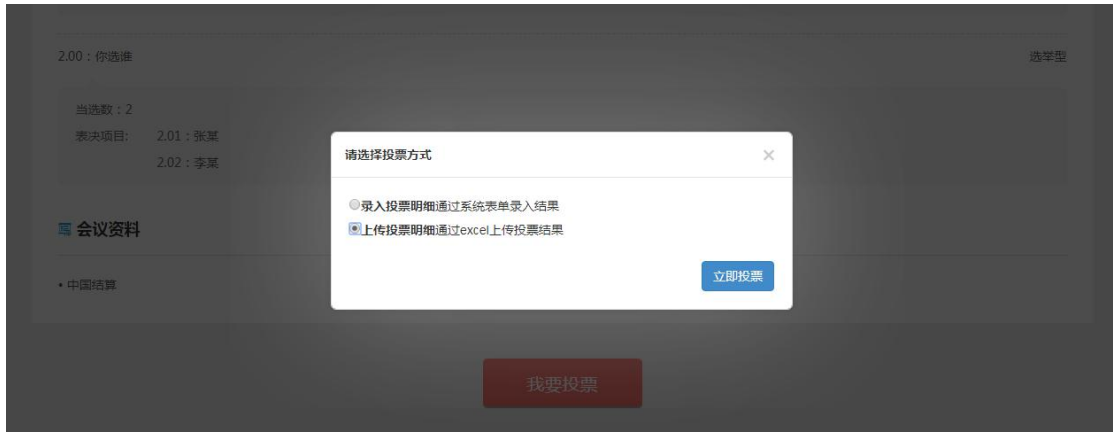 2.00：你选谁
选举型
当选数：2
表决项目: 2.01：张某
2.02：李某
请选择投票方式
×
录入投票明细通过系统表单录入结果
上传投票明细通过excel上传投票结果
立即投票
会议资料
• 中国结算
我要投票